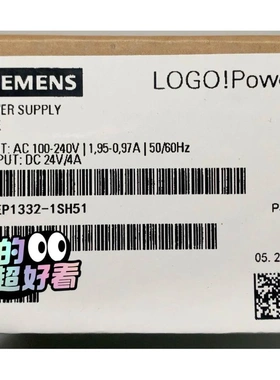 SIEMENS
LOGO!Powe
ER SUPPLY
T: AC 100-240V | 1,95-0,97A | 50/60Hz
PUT: DC 24V/4A
EP1332-1SH51
P
的
超好看
05. 2